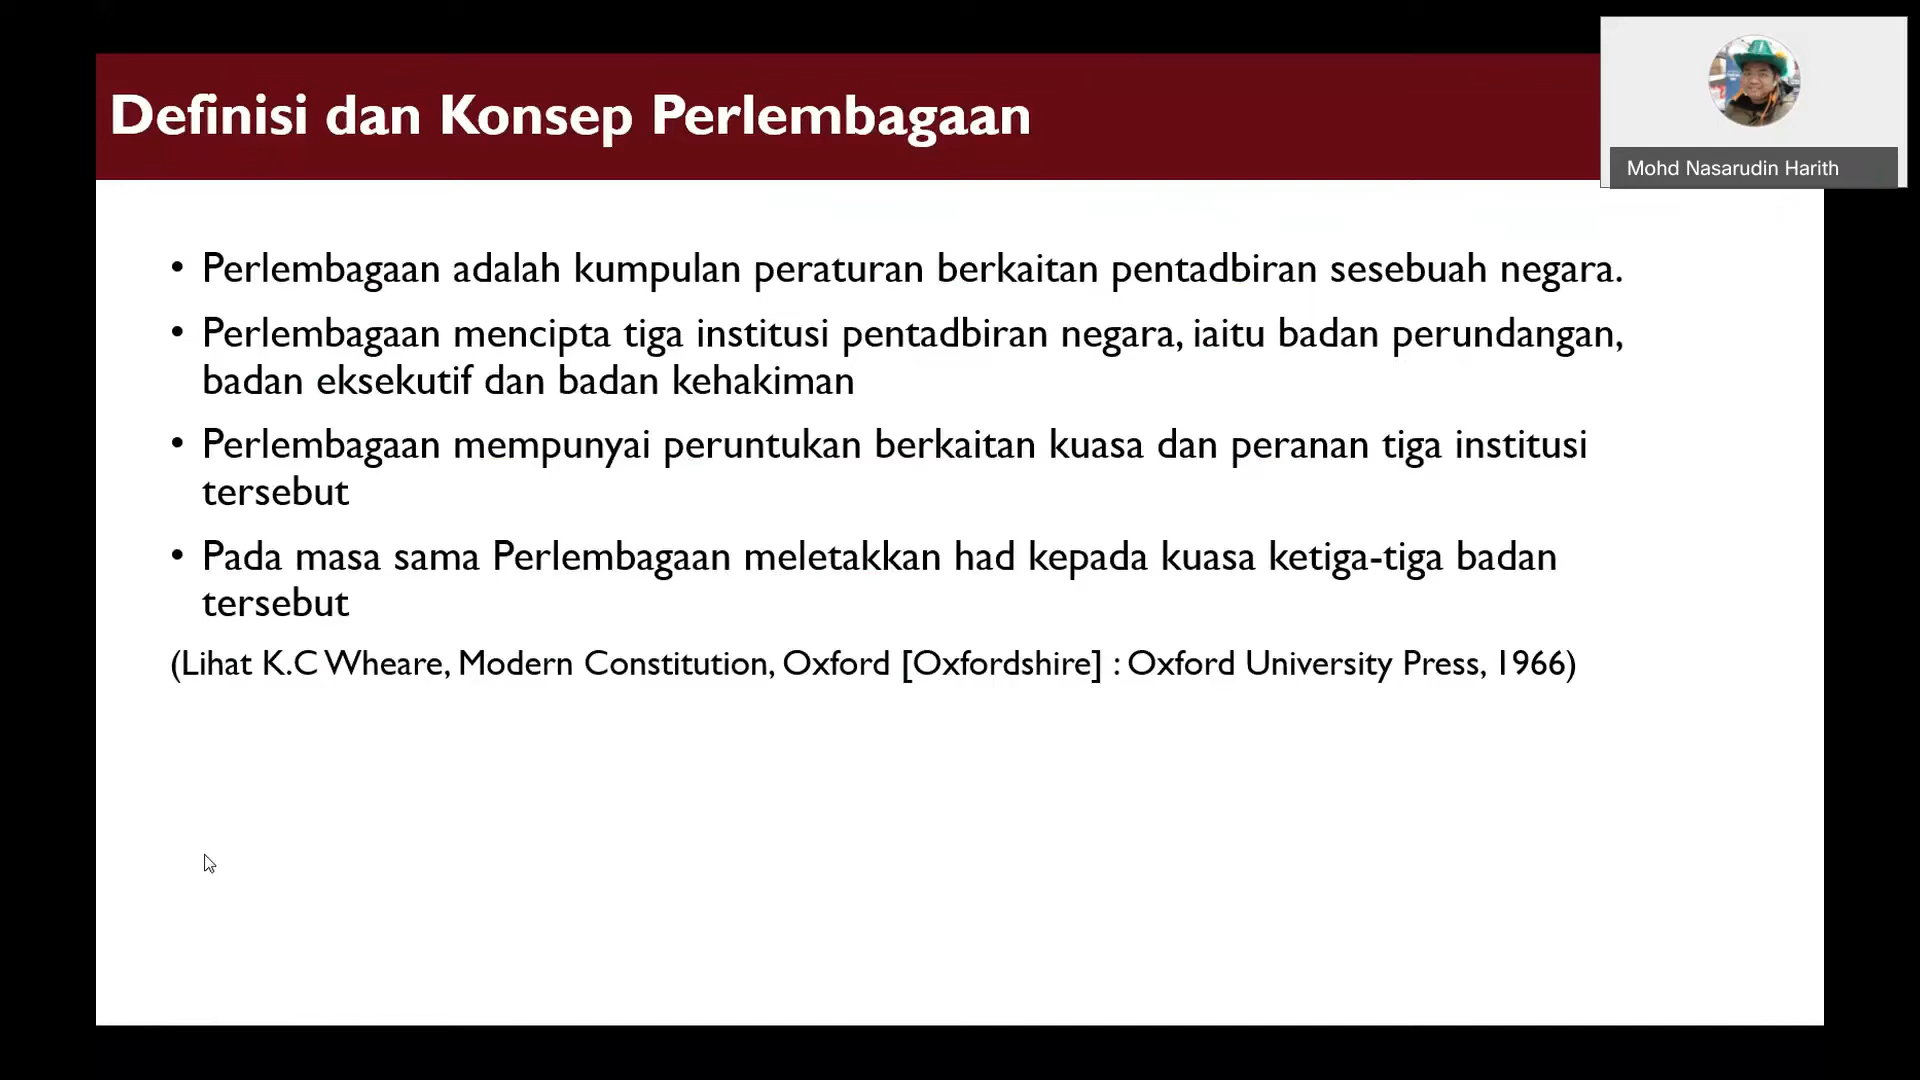 Definisi dan Konsep Perlembagaan
Mohd Nasarudin Harith
• Perlembagaan adalah kumpulan peraturan berkaitan pentadbiran sesebuah negara.
• Perlembagaan mencipta tiga institusi pentadbiran negara, iaitu badan perundangan,
badan eksekutif dan badan kehakiman
• Perlembagaan mempunyai peruntukan berkaitan kuasa dan peranan tiga institusi
tersebut
• Pada masa sama Perlembagaan meletakkan had kepada kuasa ketiga-tiga badan
tersebut
(Lihat K.C Wheare, Modern Constitution, Oxford [Oxfordshire] : Oxford University Press, 1966)